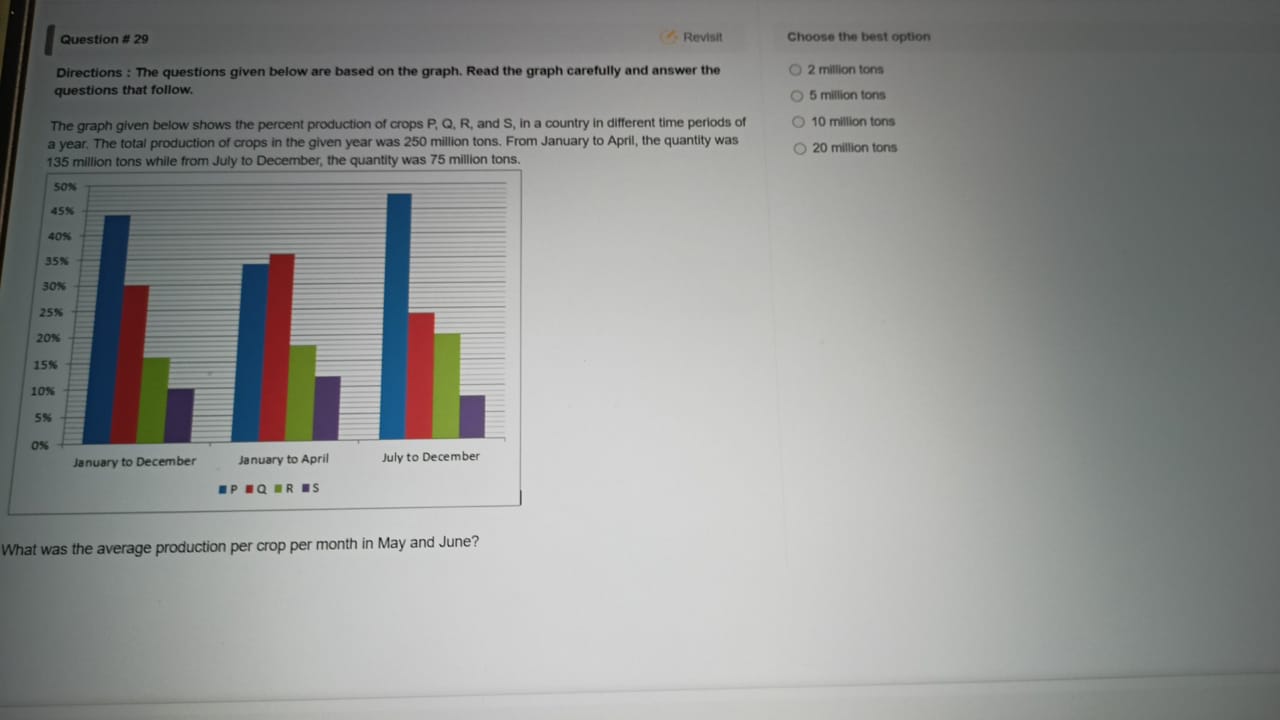 Question # 29
Revisit
Directions : The questions given below are based on the graph. Read the graph carefully and answer the
questions that follow.
The graph given below shows the percent production of crops P, Q, R, and S, in a country in different time periods of
a year. The total production of crops in the given year was 250 million tons. From January to April, the quantity was
135 million tons while from July to December, the quantity was 75 million tons.
50%
45%
40%
35%
30%
25%
20%
15%
10%
5%
0%
January to December
January to April
July to December
P Q R S
What was the average production per crop per month in May and June?
Choose the best option
2 million tons
5 million tons
10 million tons
20 million tons